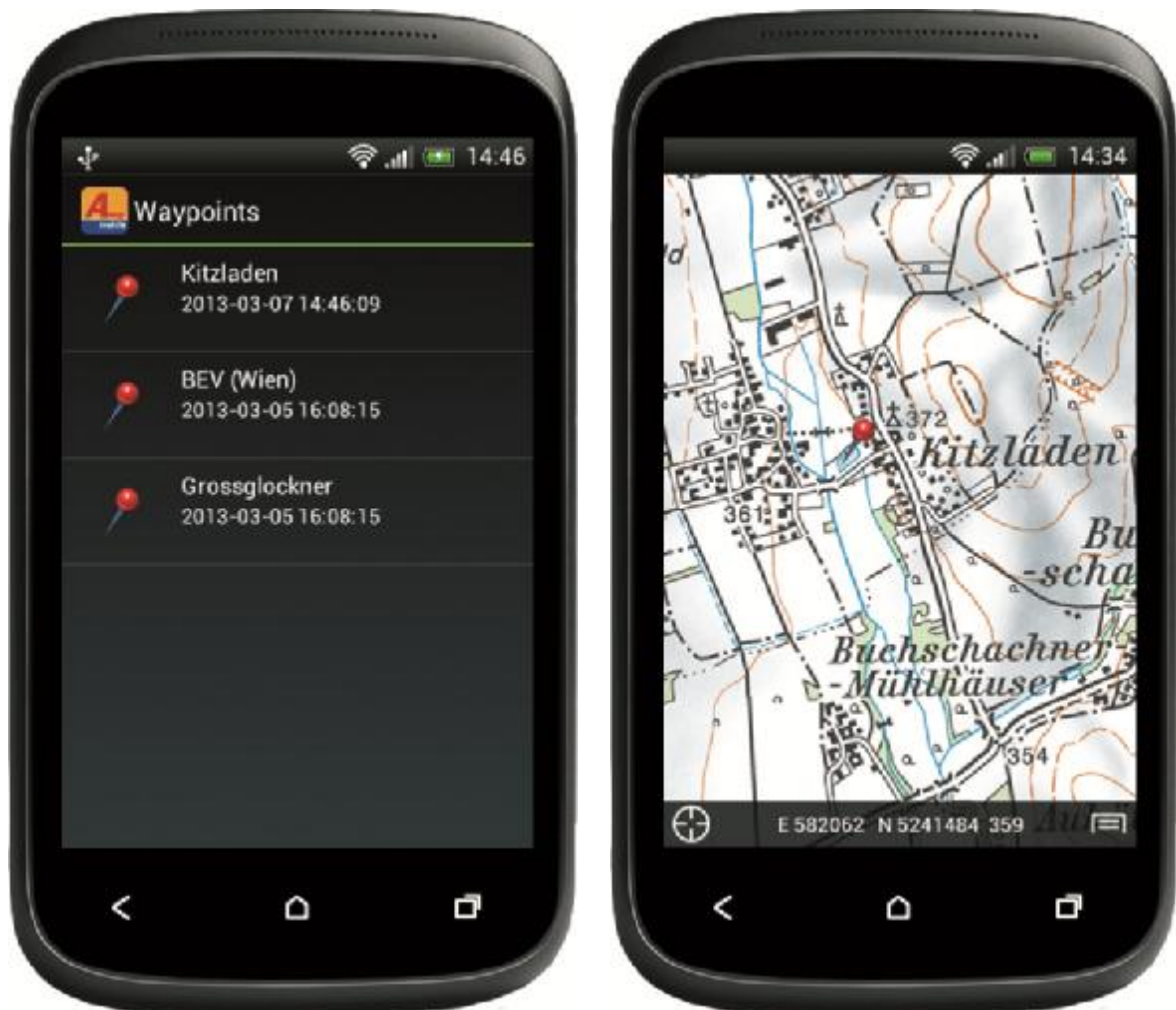 14:46
Waypoints
Kitzladen
2013-03-07 14:46:09
BEV (Wien)
2013-03-05 16:08:15
Grossglockner
2013-03-05 16:08:15
14:34
d
372
Kitzladen
361
Bu
-scha
Buchschachner-
-Mühlhäuser
354
E 582062 N 5241484 359